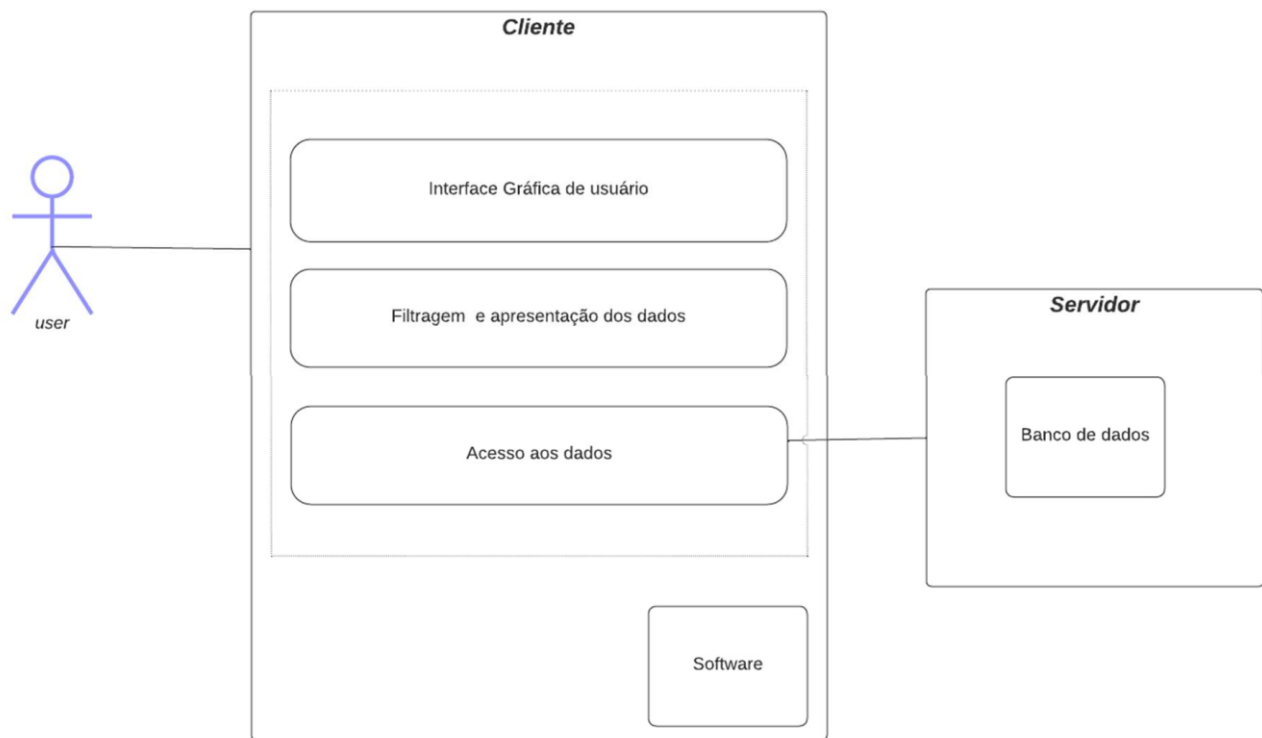 Cliente
Interface Gráfica de usuário
Filtragem e apresentação dos dados
user
Servidor
Acesso aos dados
Banco de dados
Software